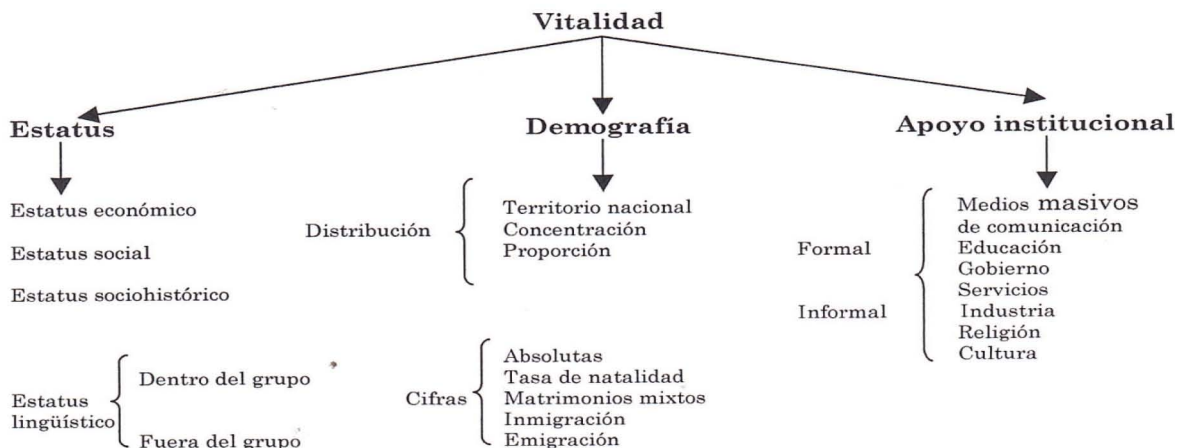 Vitalidad
Estatus
Estatus económico
Estatus social
Estatus sociohistórico
Estatus
lingüístico
Dentro del grupo
Fuera del grupo
Demografía
Distribución
Territorio nacional
Concentración
Proporción
Cifras
Absolutas
Tasa de natalidad
Matrimonios mixtos
Inmigración
Emigración
Apoyo institucional
Formal
Informal
Medios masivos
de comunicación
Educación
Gobierno
Servicios
Industria
Religión
Cultura